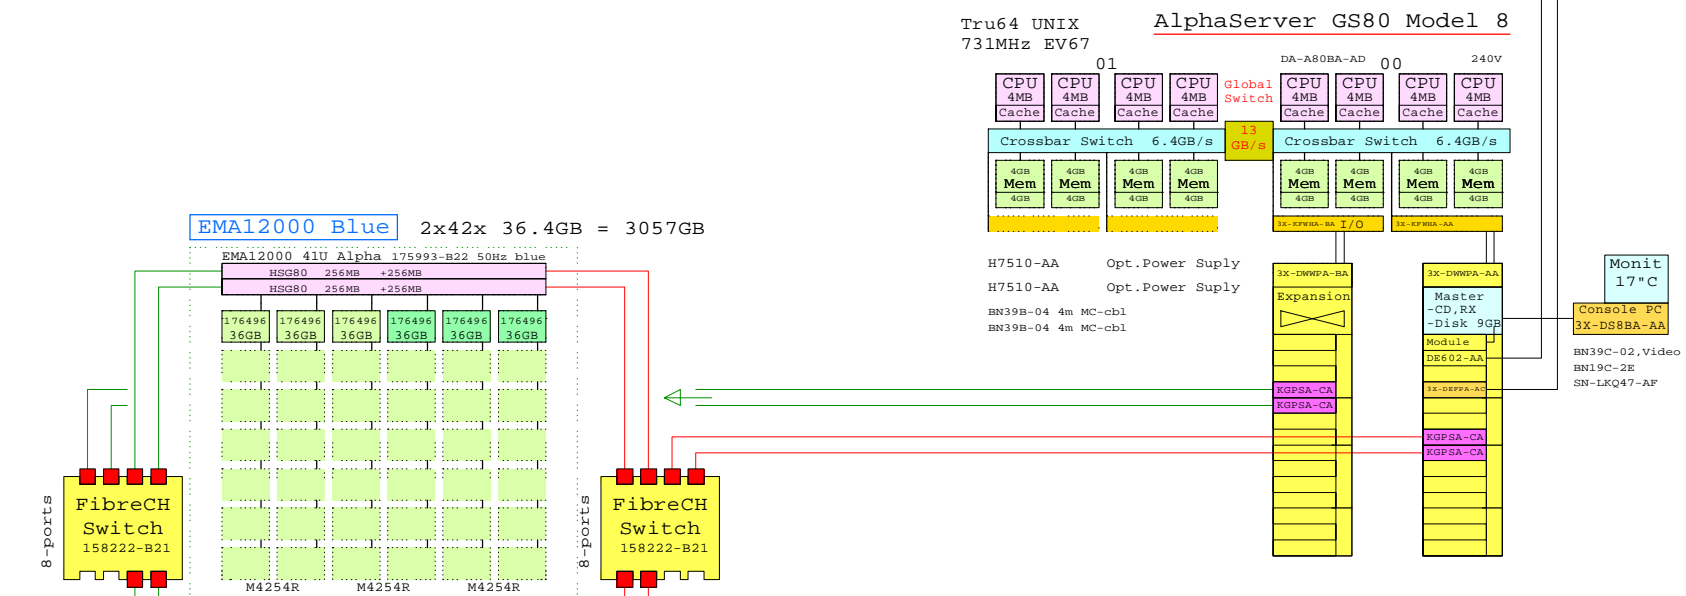 Tru64 UNIX
AlphaServer GS80 Model 8
731MHz EV67
01
DA-A80BA-AD
00
240V
CPU CPU CPU CPU Global CPU CPU CPU CPU
4MB 4MB 4MB 4MB Switch 4MB 4MB 4MB 4MB
Cache Cache Cache Cache Cache Cache Cache Cache
Crossbar Switch 6.4GB/s 13 GB/s Crossbar Switch 6.4GB/s
4GB 4GB 4GB 4GB 4GB 4GB 4GB 4GB
Mem Mem Mem Mem Mem Mem Mem Mem
4GB 4GB 4GB 4GB 4GB 4GB 4GB 4GB
3X-KFWHA-BA I/O 3X-KFWHA-AA
EMA12000 Blue 2x42x 36.4GB = 3057GB
EMA12000 41U Alpha 175993-B22 50Hz blue
HSG80 256MB +256MB
HSG80 256MB +256MB
176496 176496 176496 176496 176496 176496
36GB 36GB 36GB 36GB 36GB 36GB
M4254R M4254R M4254R
8-ports
FibreCH
Switch
158222-B21
8-ports
FibreCH
Switch
158222-B21
H7510-AA Opt.Power Suply
H7510-AA Opt.Power Suply
BN39B-04 4m MC-cbl
BN39B-04 4m MC-cbl
3X-DWWPA-BA
Expansion
KGPSA-CA
KGPSA-CA
3X-DWWPA-AA
Master
-CD,RX
-Disk 9GB
Module
DE602-AA
3X-DEFPA-AC
KGPSA-CA
KGPSA-CA
Monit
17"C
Console PC
3X-DS8BA-AA
BN39C-02,Video
BN19C-2E
SN-LKQ47-AF